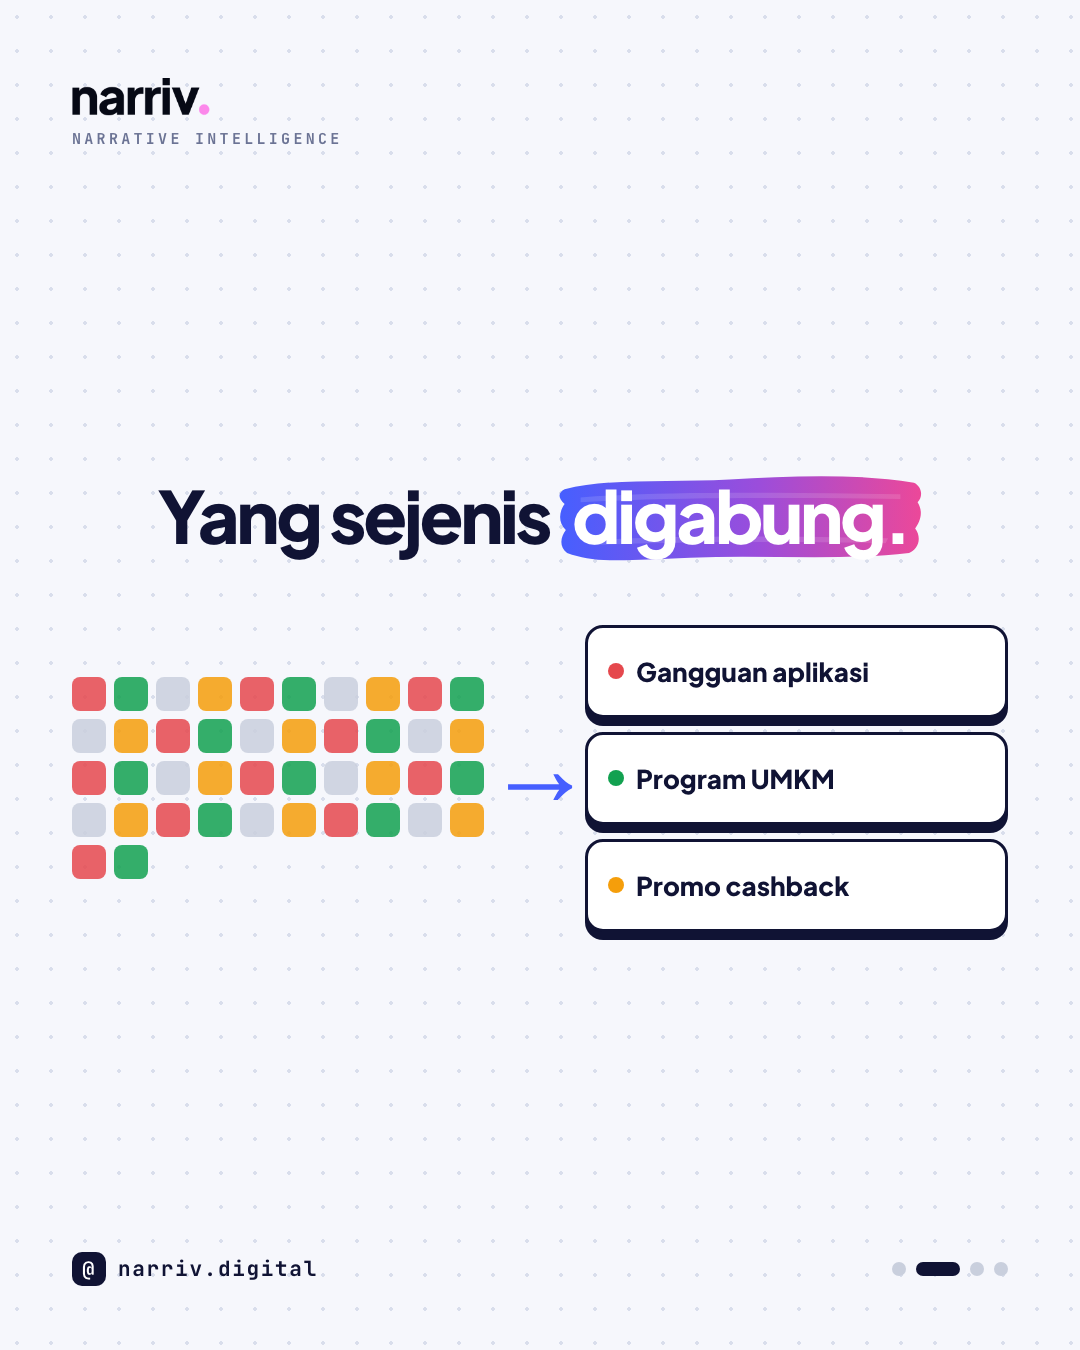 narriv.
NARRATIVE INTELLIGENCE
Yang sejenis digabung.
Gangguan aplikasi
Program UMKM
Promo cashback
@ narriv.digital